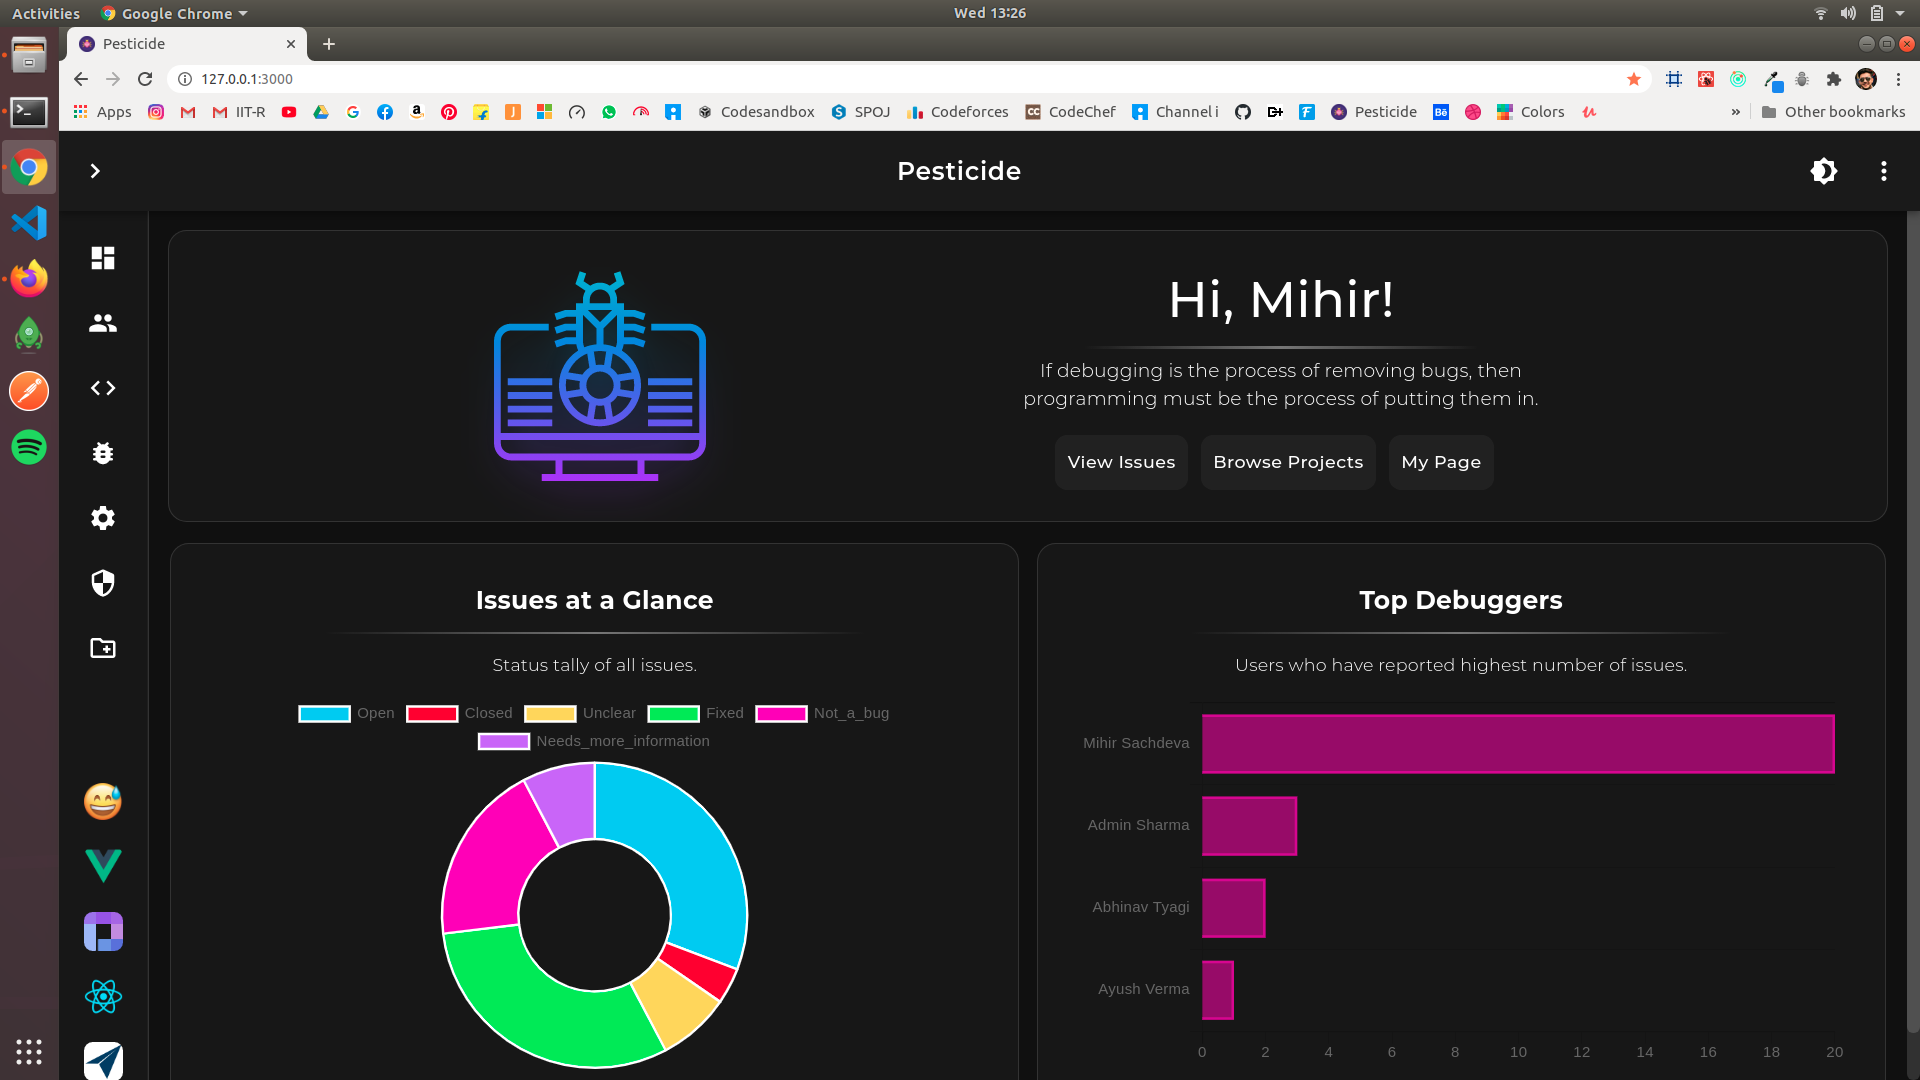 Activities
Google Chrome
Wed 13:26
Pesticide
127.0.0.1:3000
Apps
IIT-R
Codesandbox
SPOJ
Codeforces
CodeChef
Channel i
Pesticide
Colors
Other bookmarks
Pesticide
Hi, Mihir!
If debugging is the process of removing bugs, then
programming must be the process of putting them in.
View Issues
Browse Projects
My Page
Issues at a Glance
Status tally of all issues.
Open
Closed
Unclear
Fixed
Not_a_bug
Needs_more_information
Top Debuggers
Users who have reported highest number of issues.
Mihir Sachdeva
Admin Sharma
Abhinav Tyagi
Ayush Verma
0 2 4 6 8 10 12 14 16 18 20